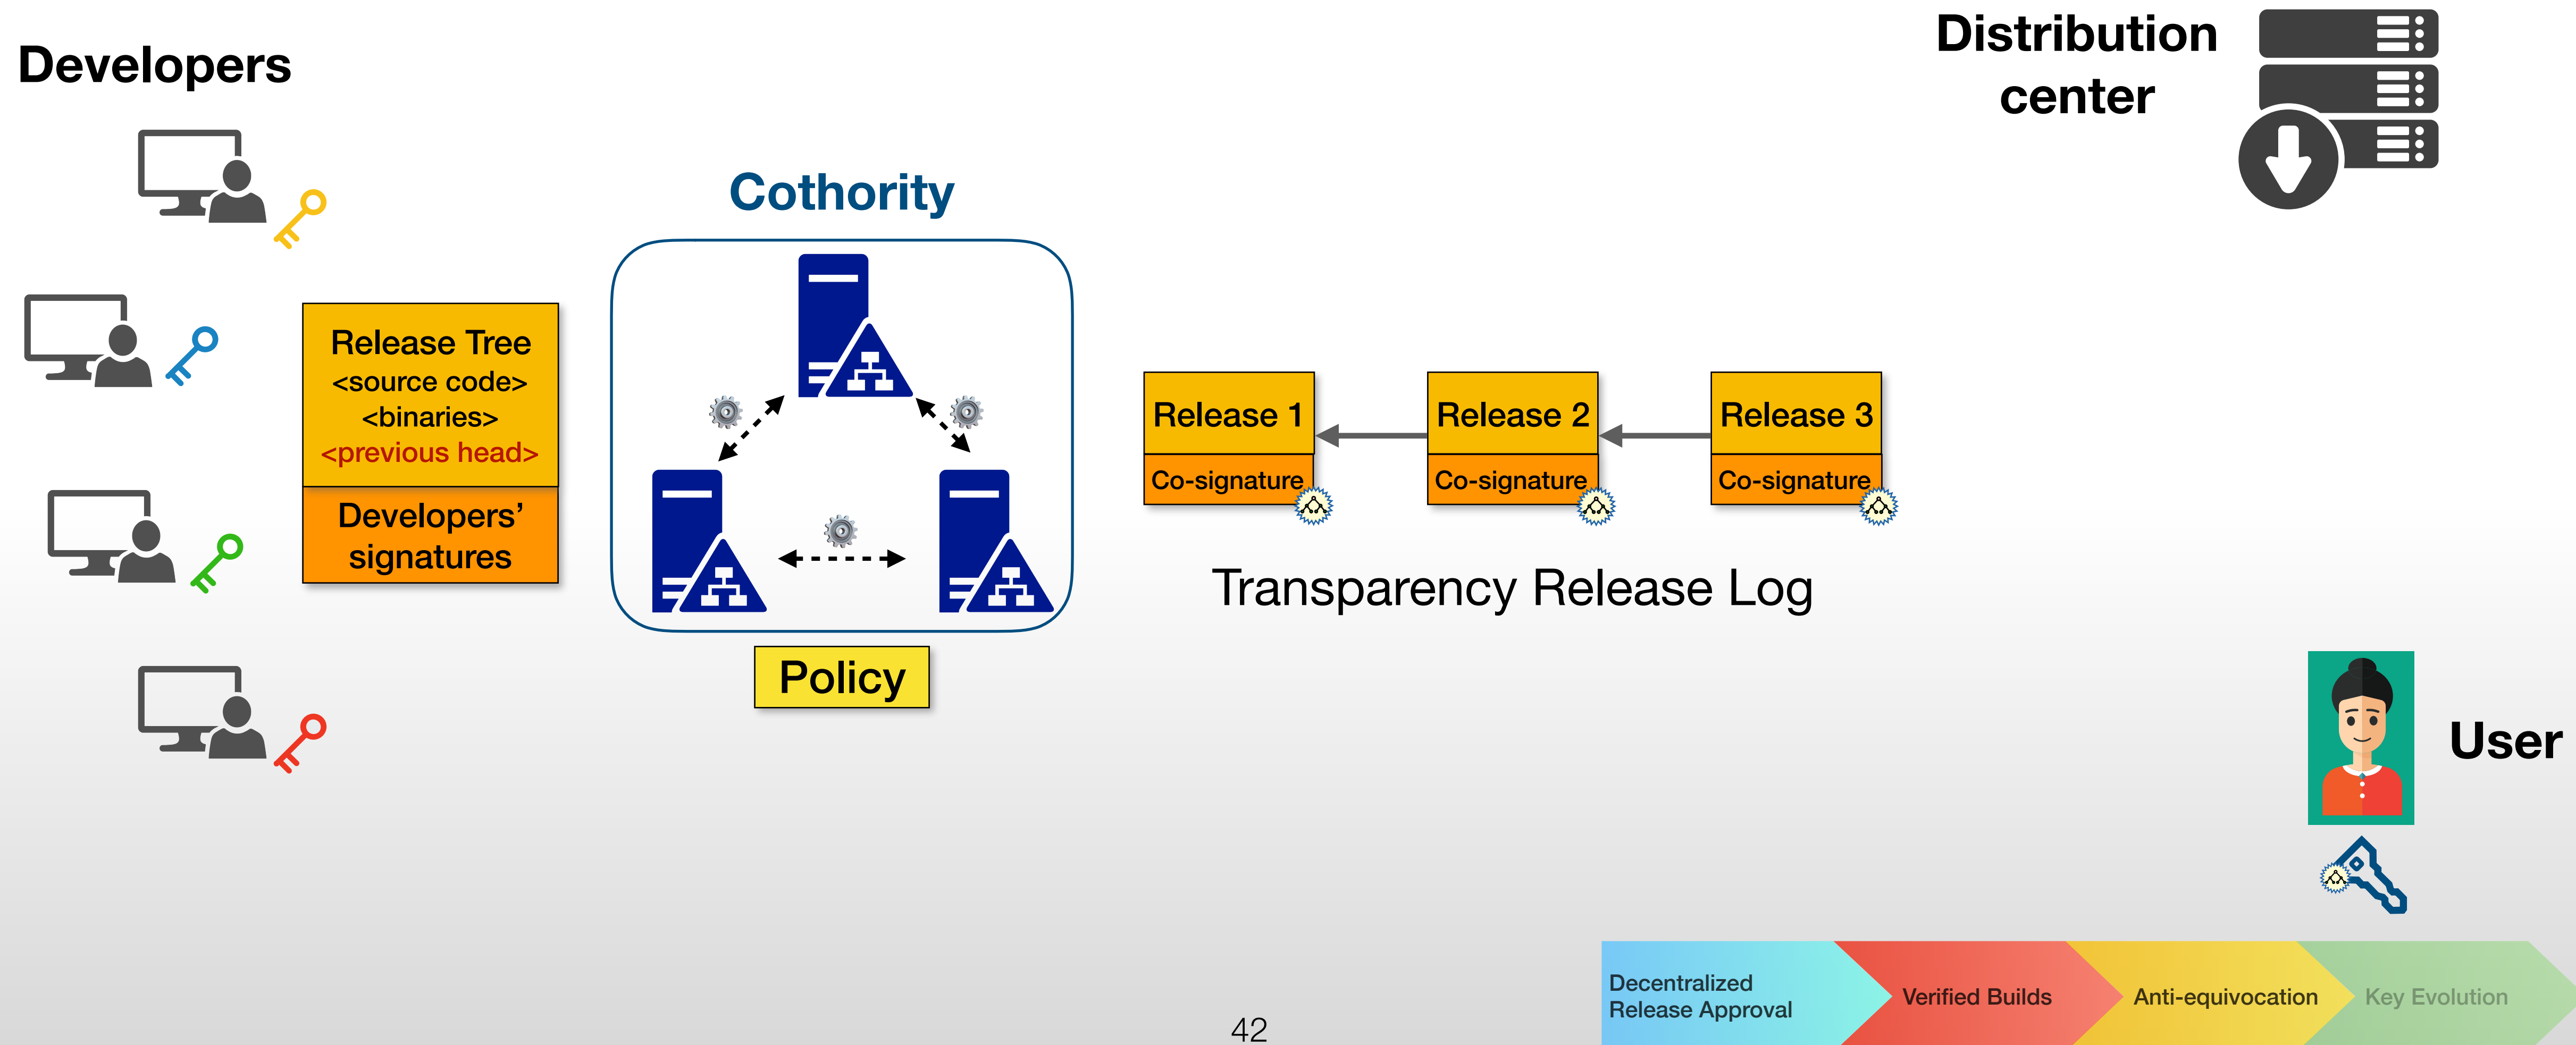 Developers
Distribution
center
Cothority
Release Tree
<source code>
<binaries>
<previous head>
Developers’
signatures
Policy
Release 1
Co-signature
Release 2
Co-signature
Release 3
Co-signature
Transparency Release Log
User
Decentralized
Release Approval
Verified Builds
Anti-equivocation
Key Evolution
42